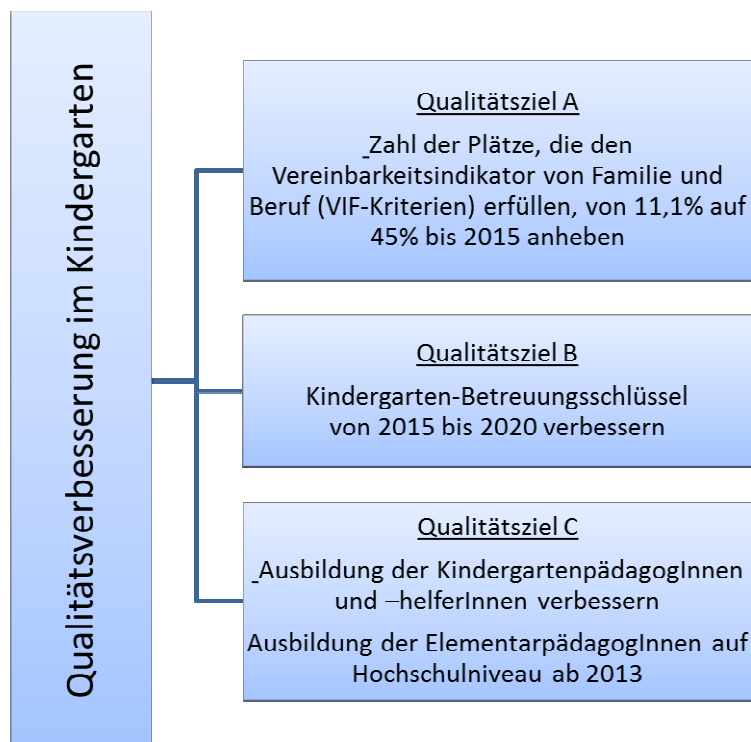 Qualitätsverbesserung im Kindergarten
Qualitätsziel A
_Zahl der Plätze, die den
Vereinbarkeitsindikator von Familie und
Beruf (VIF-Kriterien) erfüllen, von 11,1% auf
45% bis 2015 anheben
Qualitätsziel B
Kindergarten-Betreuungsschlüssel
von 2015 bis 2020 verbessern
Qualitätsziel C
_Ausbildung der KindergartenpädagogInnen
und –helferInnen verbessern
Ausbildung der ElementarpädagogInnen auf
Hochschulniveau ab 2013